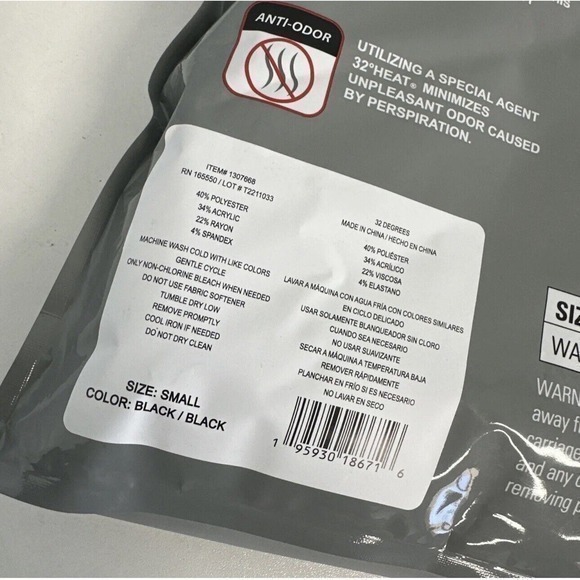 ANTI-ODOR
UTILIZING A SPECIAL AGENT
32°HEAT® MINIMIZES
UNPLEASANT ODOR CAUSED
BY PERSPIRATION.
ITEM# 1307668
RN 165550 / LOT # T2211033
40% POLYESTER
34% ACRYLIC
22% RAYON
4% SPANDEX
MACHINE WASH COLD WITH LIKE COLORS
GENTLE CYCLE
ONLY NON-CHLORINE BLEACH WHEN NEEDED
DO NOT USE FABRIC SOFTENER
TUMBLE DRY LOW
REMOVE PROMPTLY
COOL IRON IF NEEDED
DO NOT DRY CLEAN
SIZE: SMALL
COLOR: BLACK / BLACK
32 DEGREES
MADE IN CHINA / HECHO EN CHINA
40% POLIÉSTER
34% ACRÍLICO
22% VISCOSA
4% ELASTANO
LAVAR A MÁQUINA CON AGUA FRÍA CON COLORES SIMILARES
EN CICLO DELICADO
USAR SOLAMENTE BLANQUEADOR SIN CLORO
CUANDO SEA NECESARIO
NO USAR SUAVIZANTE
SECAR A MÁQUINA A TEMPERATURA BAJA
REMOVER RÁPIDAMENTE
PLANCHAR EN FRÍO SI ES NECESARIO
NO LAVAR EN SECO
1 95930 18671 6
SIZ
WA
WARN
away f
carriage
and any
removing p